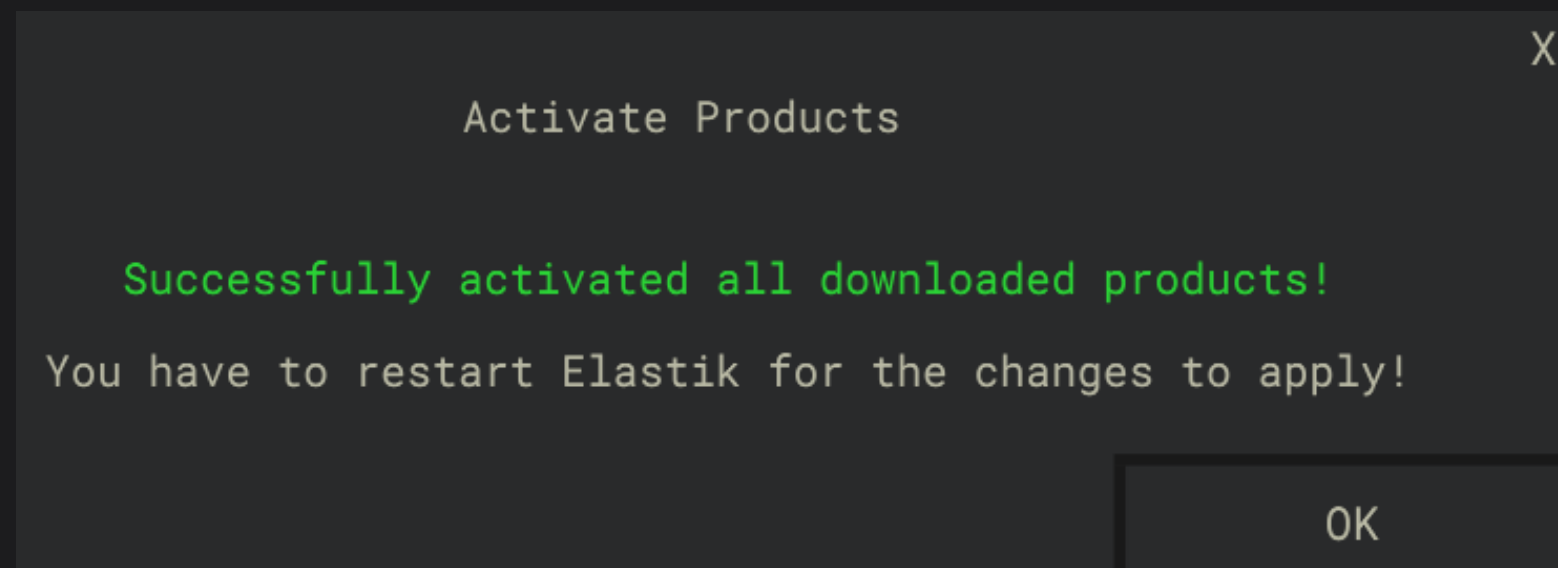 X
Activate Products
Successfully activated all downloaded products!
You have to restart Elastik for the changes to apply!
OK